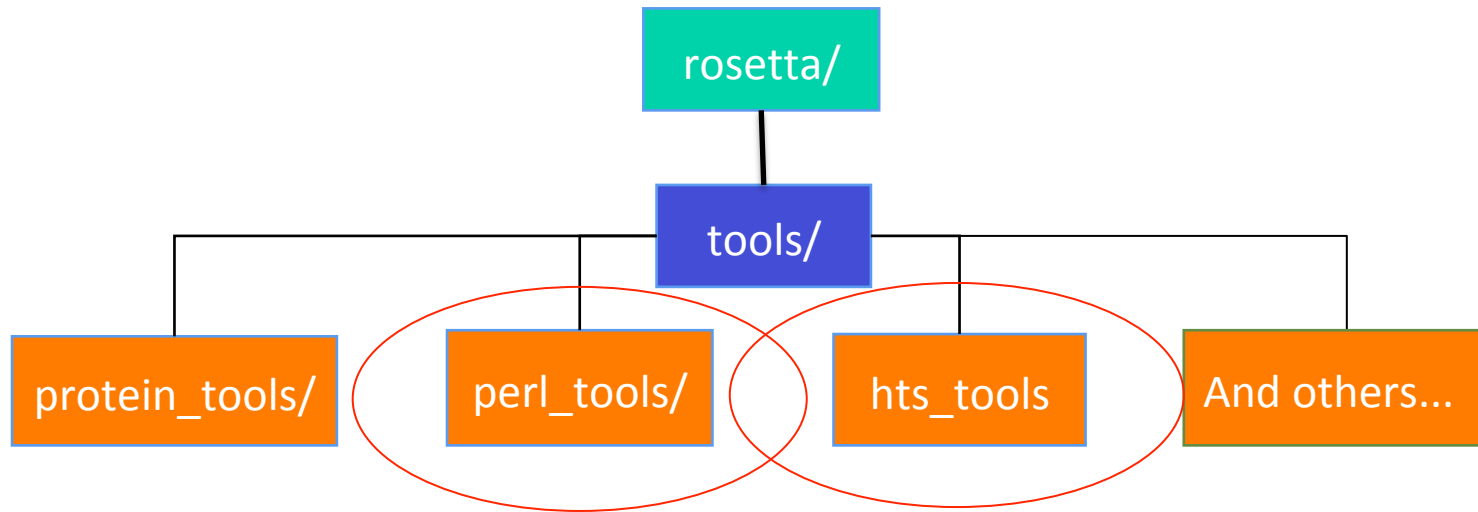 rosetta/
tools/
protein_tools/
perl_tools/
hts_tools
And others...